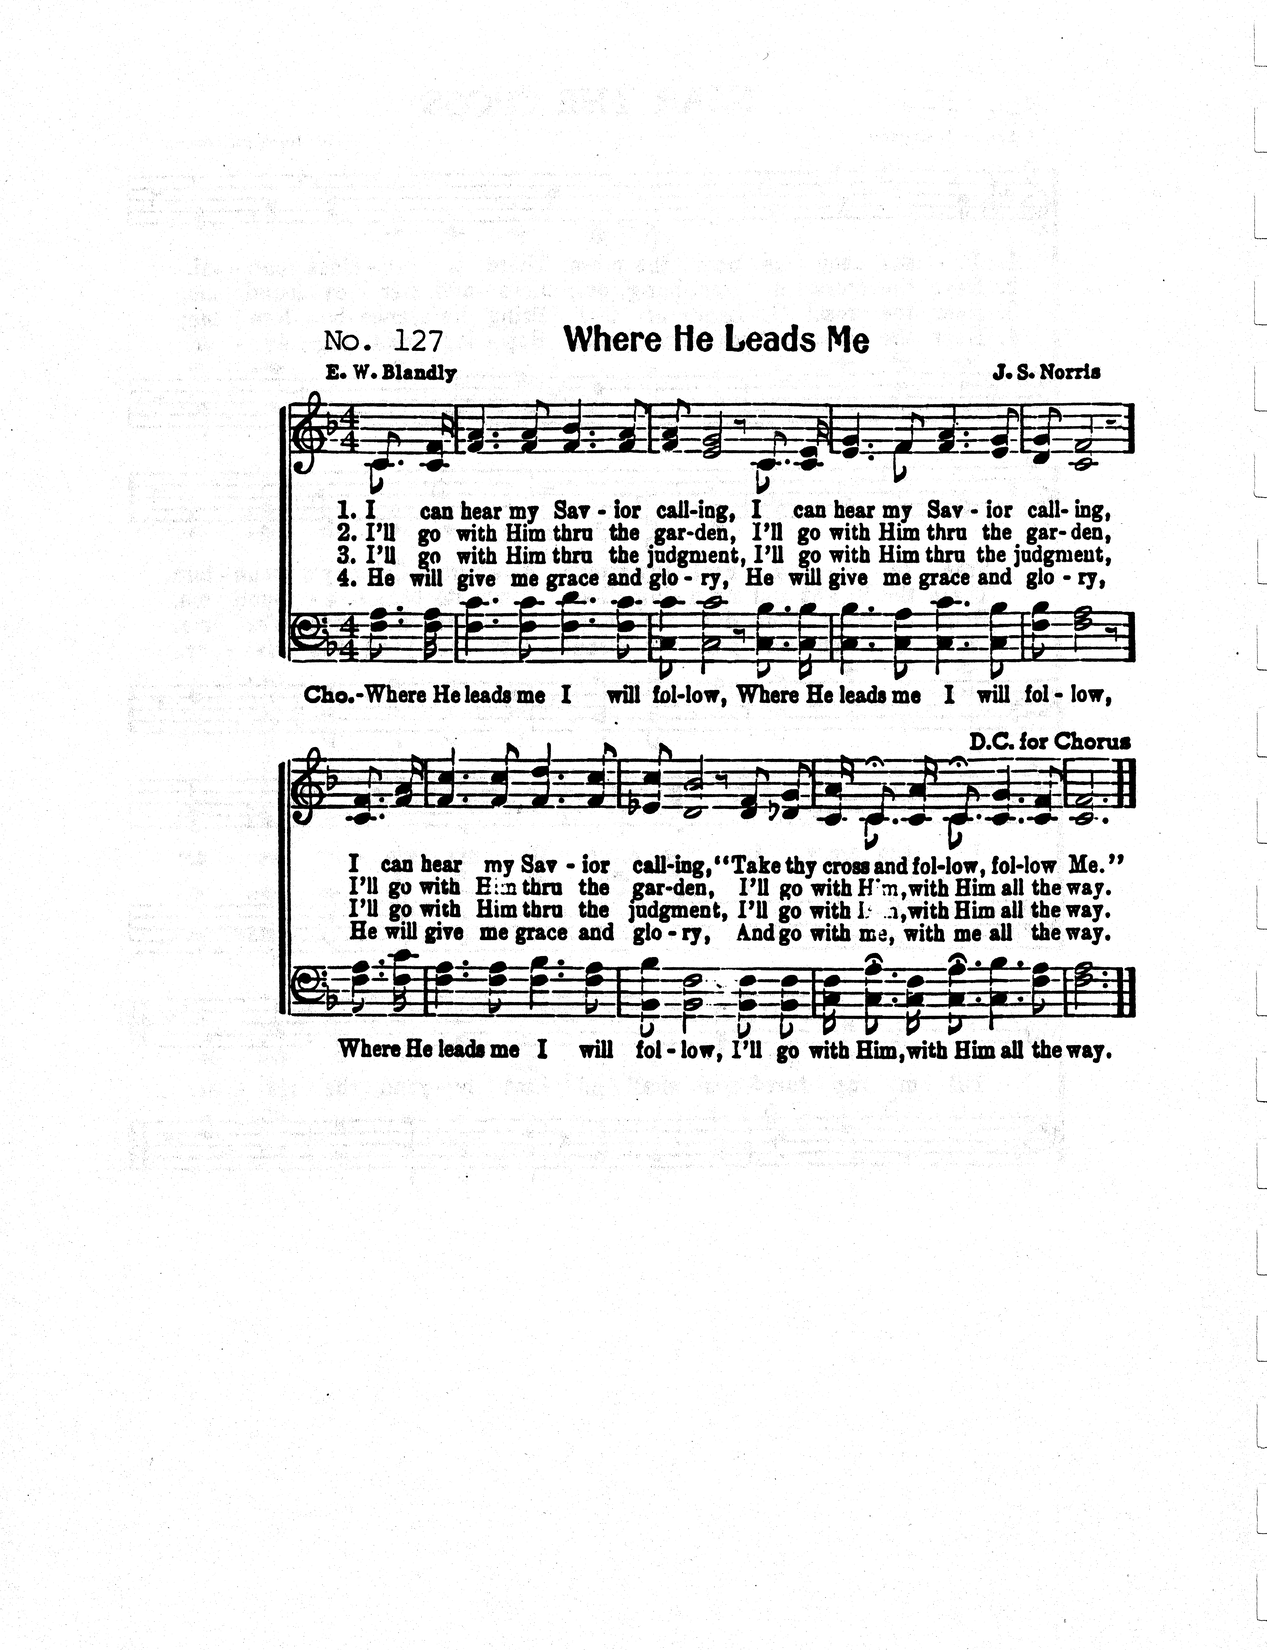 No. 127 Where He Leads Me
E. W. Blandly J. S. Norris
1. I can hear my Sav - ior call-ing, I can hear my Sav - ior call- ing,
2. I'll go with Him thru the gar-den, I'll go with Him thru the gar- den,
3. I'll go with Him thru the judgment, I'll go with Him thru the judgment,
4. He will give me grace and glo - ry, He will give me grace and glo - ry,
Cho.-Where He leads me I will fol-low, Where He leads me I will fol - low,
D.C. for Chorus
I can hear my Sav - ior call-ing, "Take thy cross and fol-low, fol-low Me."
I'll go with Him thru the gar-den, I'll go with Him, with Him all the way.
I'll go with Him thru the judgment, I'll go with with Him all the way.
He will give me grace and glo - ry, And go with me, with me all the way.
Where He leads me I will fol - low, I'll go with Him, with Him all the way.